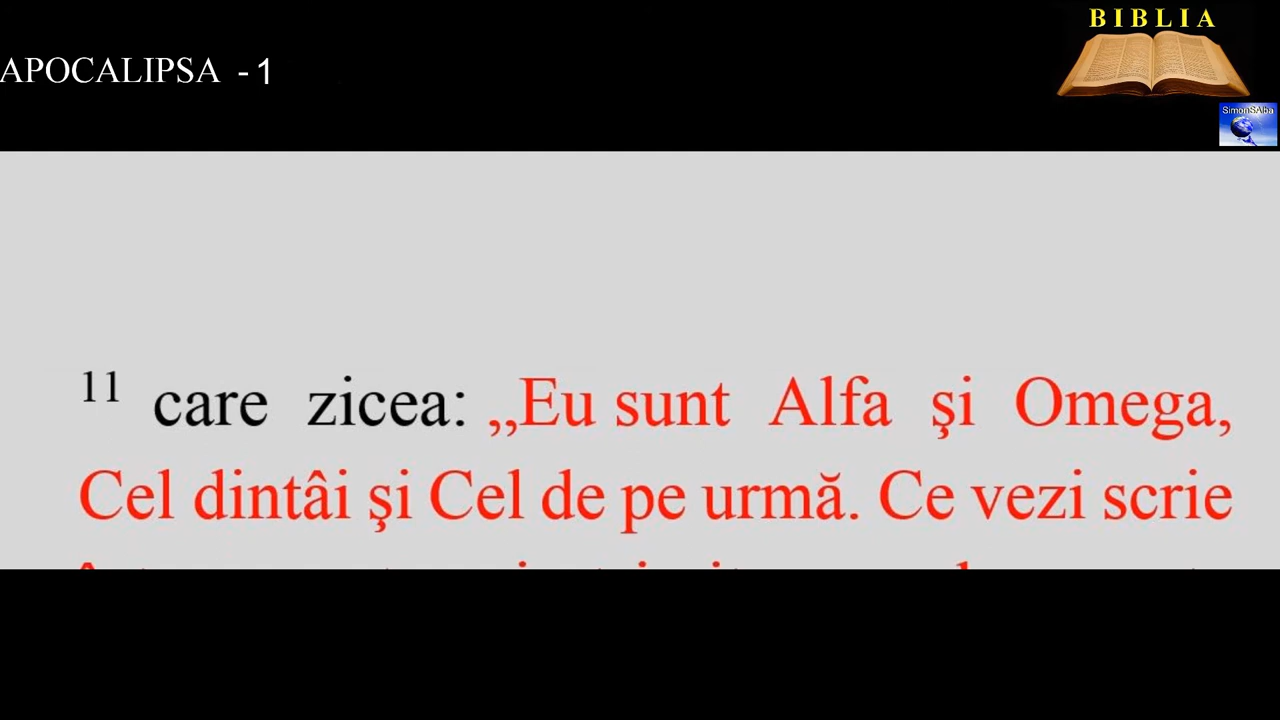 BIBLIA
APOCALIPSA - 1
SimonSAlba
11 care zicea: „Eu sunt Alfa şi Omega,
Cel dintâi şi Cel de pe urmă. Ce vezi scrie